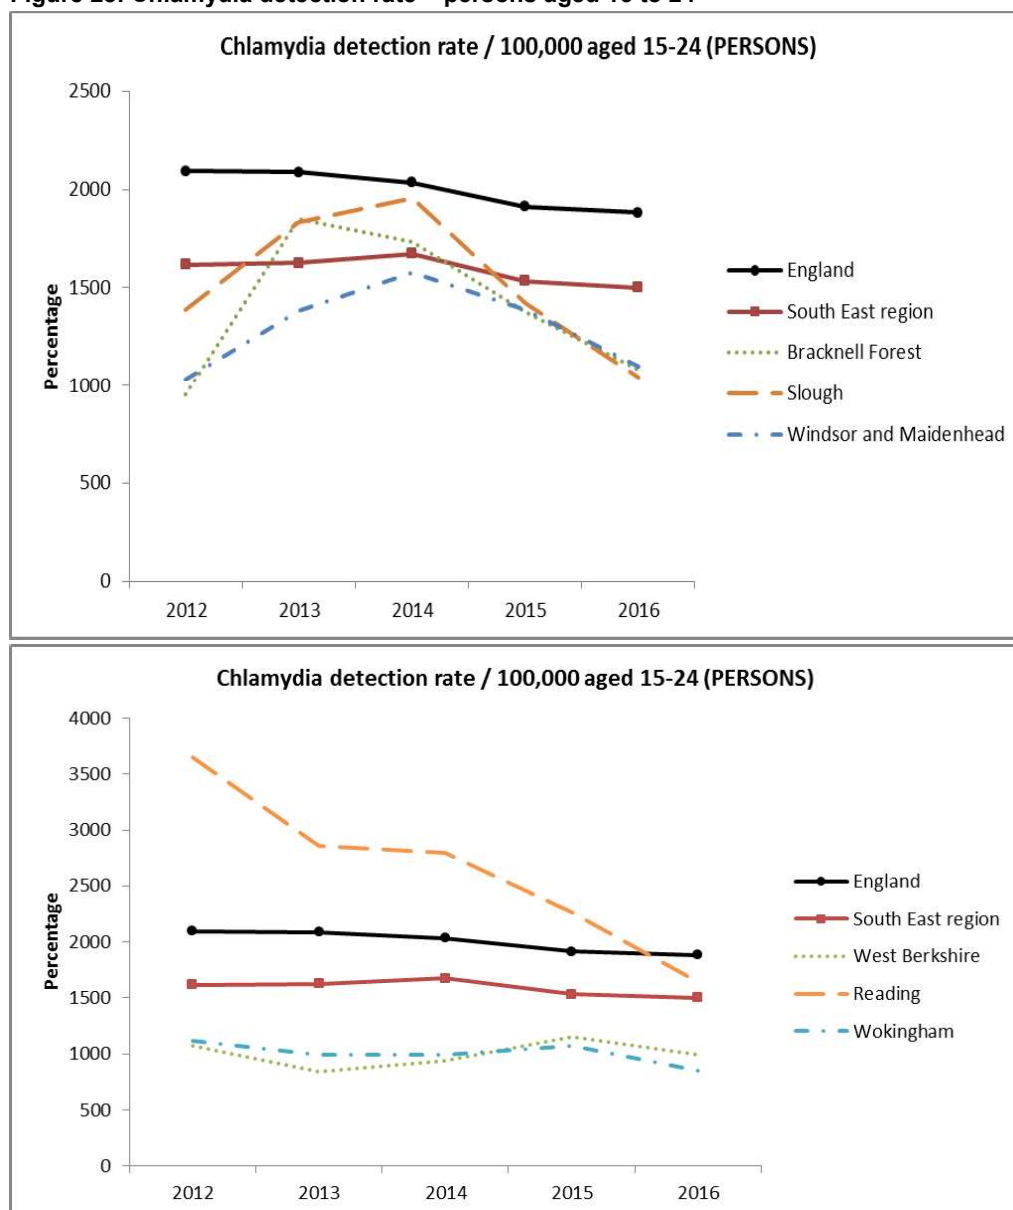 Chlamydia detection rate / 100,000 aged 15-24 (PERSONS)
2500
2000
1500
1000
500
0
Percentage
2012 2013 2014 2015 2016
England
South East region
Bracknell Forest
Slough
Windsor and Maidenhead
Chlamydia detection rate / 100,000 aged 15-24 (PERSONS)
4000
3500
3000
2500
2000
1500
1000
500
0
Percentage
2012 2013 2014 2015 2016
England
South East region
West Berkshire
Reading
Wokingham